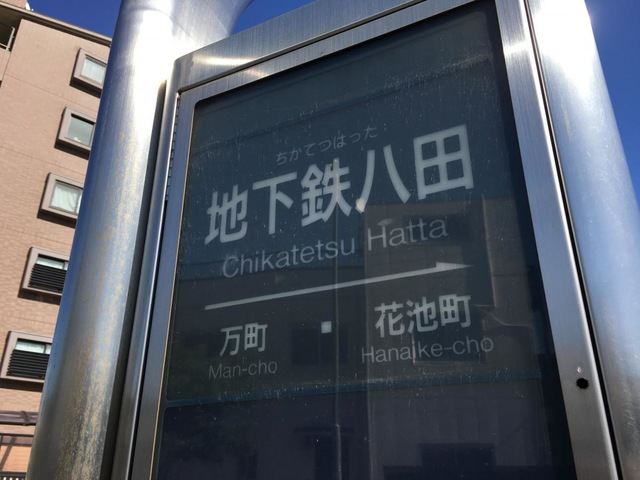 ちかてつはった
地下鉄八田
Chikatetsu Hatta
万町 花池町
Man-cho Hanaike-cho